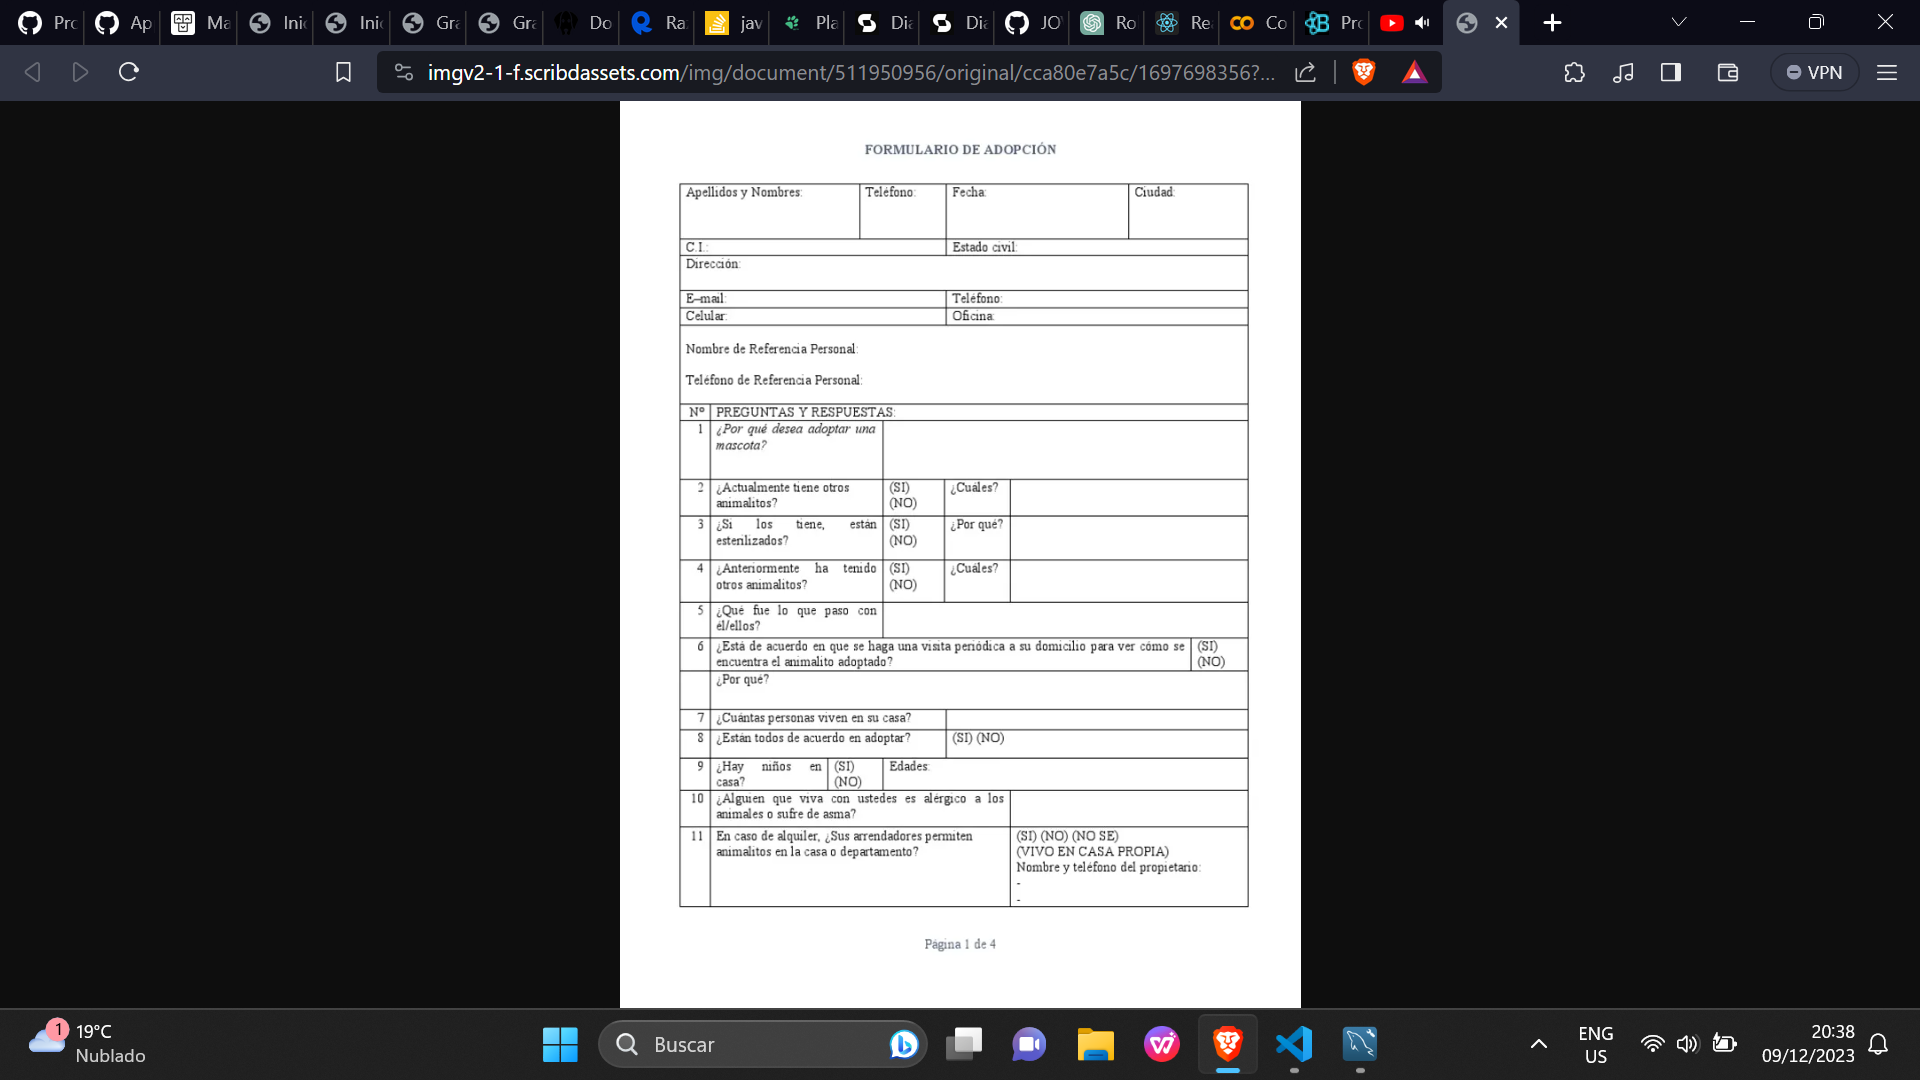 Pro
Ap
Ma
Inic
Inic
Gra
Gra
Do
Ra
jav
Pla
Dia
Dia
JO
Ro
Rea
Co
Pro
imgv2-1-f.scribdassets.com/img/document/511950956/original/cca80e7a5c/1697698356?...
VPN
FORMULARIO DE ADOPCIÓN
Apellidos y Nombres: Teléfono: Fecha: Ciudad:
C.I.: Estado civil:
Dirección:
E-mail: Teléfono:
Celular: Oficina:
Nombre de Referencia Personal:
Teléfono de Referencia Personal:
Nº PREGUNTAS Y RESPUESTAS:
1 ¿Por qué desea adoptar una
mascota?
2 ¿Actualmente tiene otros (SI) ¿Cuáles?
animalitos? (NO)
3 ¿Si los tiene, están (SI) ¿Por qué?
esterilizados? (NO)
4 ¿Anteriormente ha tenido (SI) ¿Cuáles?
otros animalitos? (NO)
5 ¿Qué fue lo que paso con
él/ellos?
6 ¿Está de acuerdo en que se haga una visita periódica a su domicilio para ver cómo se (SI)
encuentra el animalito adoptado? (NO)
¿Por qué?
7 ¿Cuántas personas viven en su casa?
8 ¿Están todos de acuerdo en adoptar? (SI) (NO)
9 ¿Hay niños en (SI) Edades:
casa? (NO)
10 ¿Alguien que viva con ustedes es alérgico a los
animales o sufre de asma?
11 En caso de alquiler, ¿Sus arrendadores permiten (SI) (NO) (NO SE)
animalitos en la casa o departamento? (VIVO EN CASA PROPIA)
Nombre y teléfono del propietario:
-
-
Página 1 de 4
1
19°C
Nublado
Buscar
ENG
US
20:38
09/12/2023